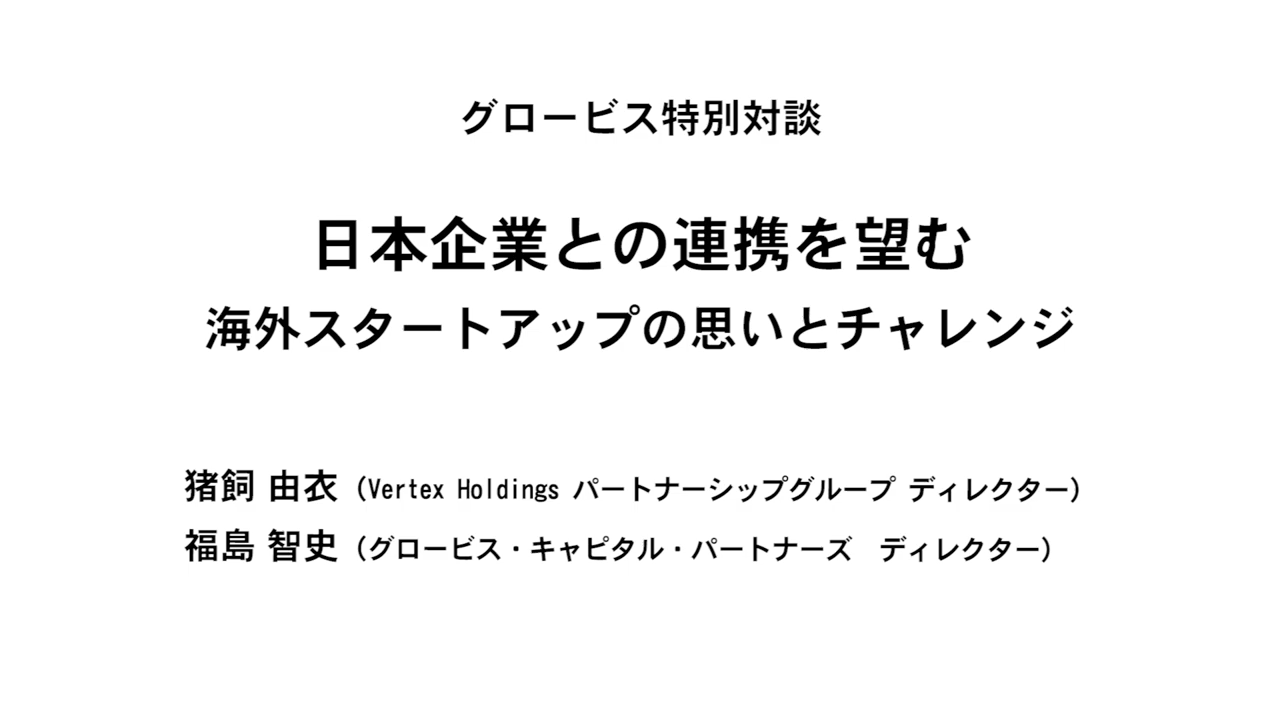 グロービス特別対談
日本企業との連携を望む
海外スタートアップの思いとチャレンジ
猪飼 由衣（Vertex Holdings パートナーシップグループ ディレクター）
福島 智史（グロービス・キャピタル・パートナーズ　ディレクター）